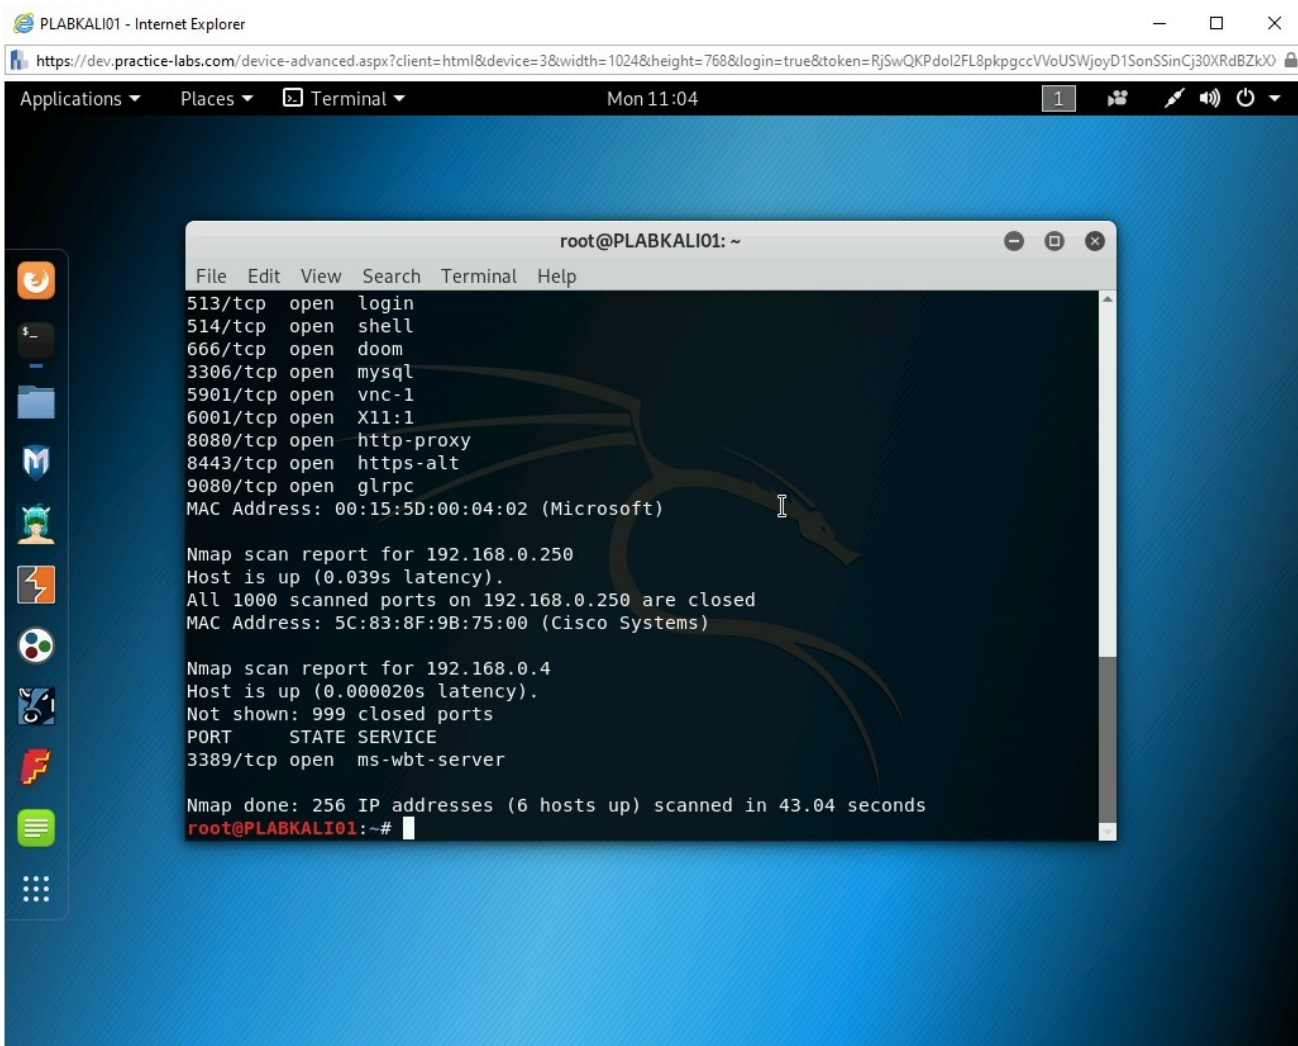 PLABKALI01 - Internet Explorer
https://dev.practice-labs.com/device-advanced.aspx?client=html&device=3&width=1024&height=768&login=true&token=RjSwQKPdoI2FL8pkpgccVVoUSWjoyD1SonSSinCj30XRdBZkX
Applications Places Terminal Mon 11:04 1
root@PLABKALI01: ~
File Edit View Search Terminal Help
513/tcp open login
514/tcp open shell
666/tcp open doom
3306/tcp open mysql
5901/tcp open vnc-1
6001/tcp open X11:1
8080/tcp open http-proxy
8443/tcp open https-alt
9080/tcp open glrpc
MAC Address: 00:15:5D:00:04:02 (Microsoft)
Nmap scan report for 192.168.0.250
Host is up (0.039s latency).
All 1000 scanned ports on 192.168.0.250 are closed
MAC Address: 5C:83:8F:9B:75:00 (Cisco Systems)
Nmap scan report for 192.168.0.4
Host is up (0.000020s latency).
Not shown: 999 closed ports
PORT STATE SERVICE
3389/tcp open ms-wbt-server
Nmap done: 256 IP addresses (6 hosts up) scanned in 43.04 seconds
root@PLABKALI01:~#